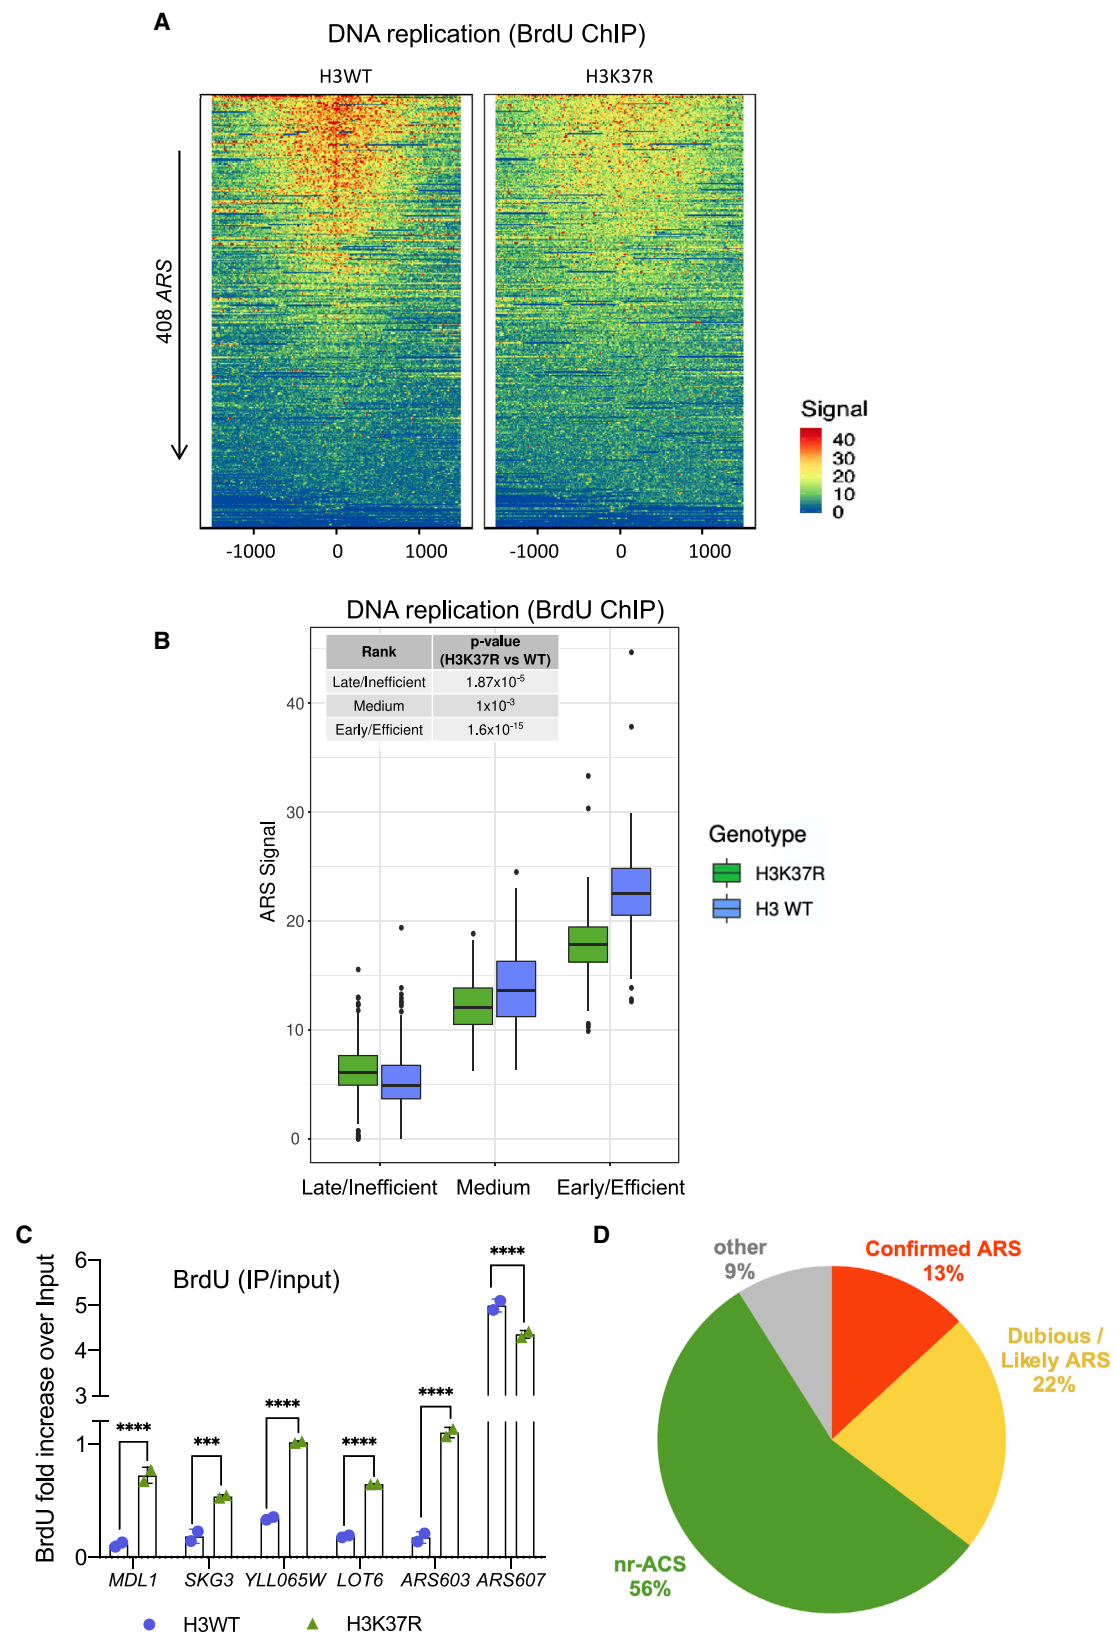 A
DNA replication (BrdU ChIP)
H3WT
H3K37R
408 ARS
Signal
40
30
20
10
0
-1000
0
1000
-1000
0
1000
DNA replication (BrdU ChIP)
B
Rank
p-value
(H3K37R vs WT)
Late/Inefficient
1.87x10-5
Medium
1x10-3
Early/Efficient
1.6x10-15
40
30
20
10
0
ARS Signal
Genotype
H3K37R
H3 WT
Late/Inefficient
Medium
Early/Efficient
C
BrdU (IP/input)
BrdU fold increase over Input
6
5
4
3
1
0
****
***
****
****
****
****
MDL1
SKG3
YLL065W
LOT6
ARS603
ARS607
H3WT
H3K37R
D
other
9%
Confirmed ARS
13%
Dubious /
Likely ARS
22%
nr-ACS
56%